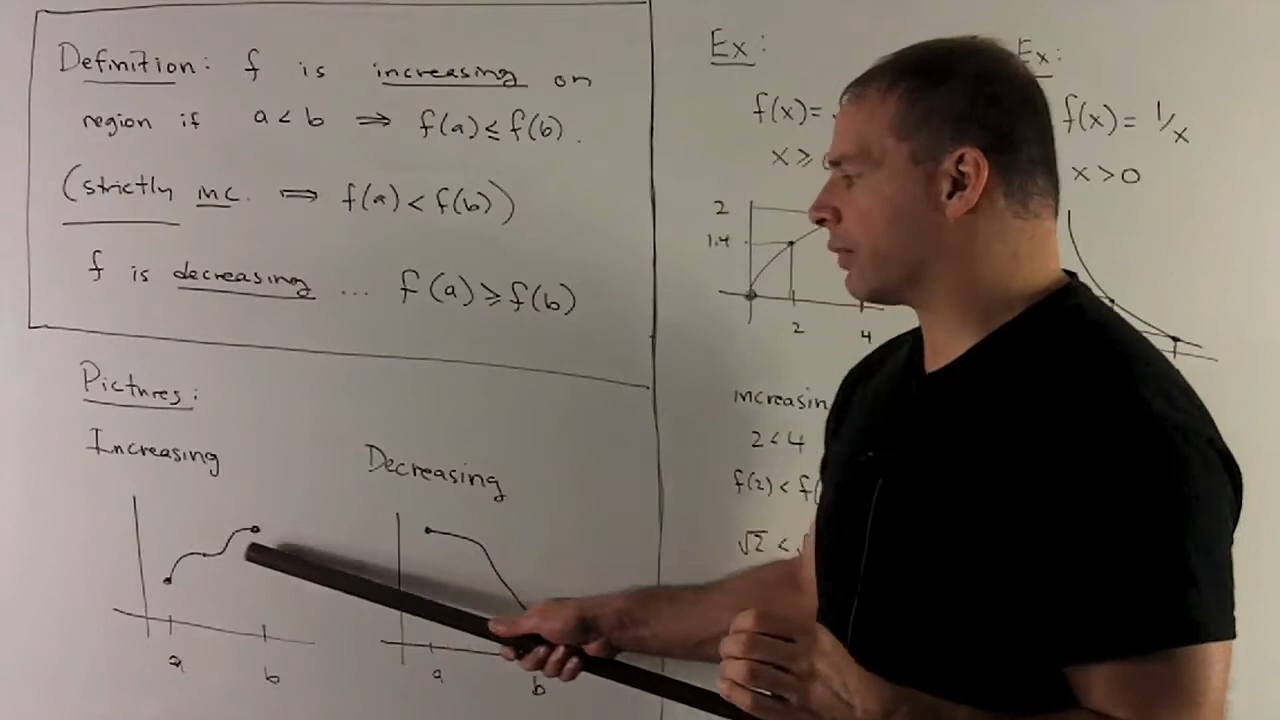 Definition: f is increasing on
region if a < b ⟹ f(a) ≤ f(b).
(strictly inc. ⟹ f(a) < f(b))
f is decreasing ... f(a) ≥ f(b)
Pictures:
Increasing
a
b
Decreasing
a
b
Ex:
f(x)=
x ≥
2
1.4
2
4
2 < 4
f(2) <
√2 <
Ex:
f(x) = 1/x
x > 0